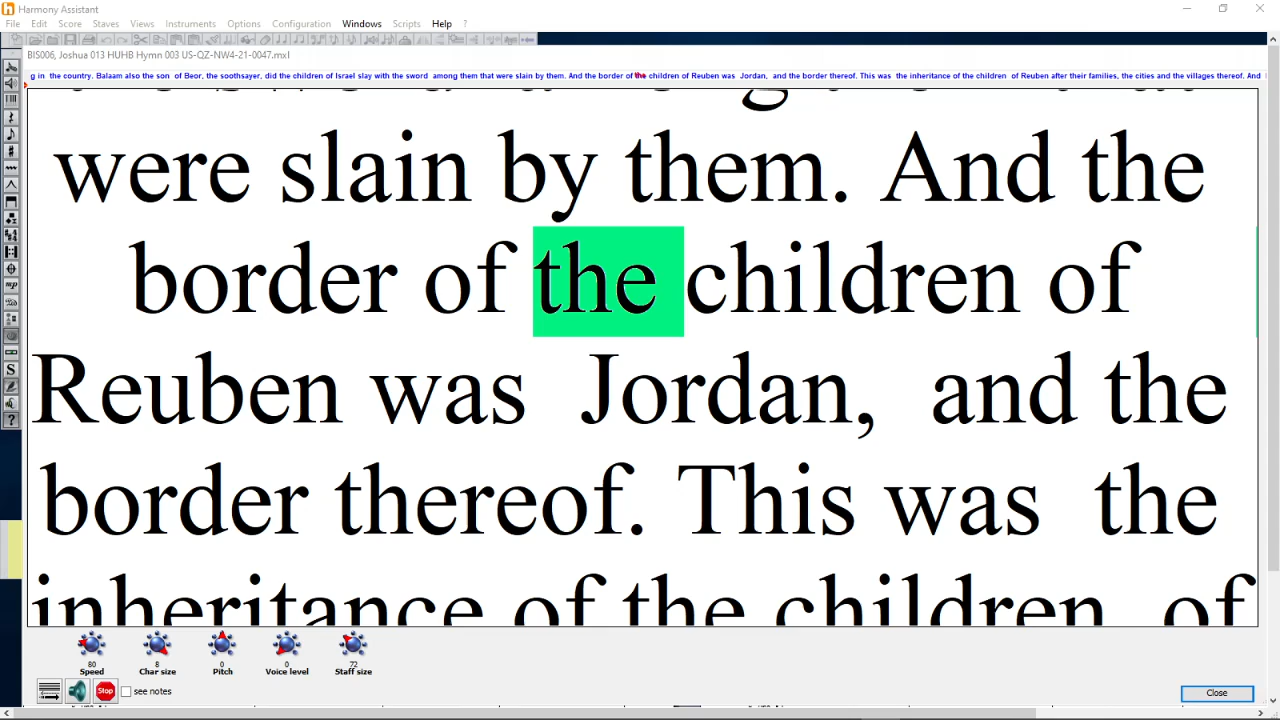 Harmony Assistant
File Edit Score Staves Views Instruments Options Configuration Windows Scripts Help ?
BIS006, Joshua 013 HUHB Hymn 003 US-QZ-NW4-21-0047.mxl
g in the country. Balaam also the son of Beor, the soothsayer, did the children of Israel slay with the sword among them that were slain by them. And the border of the children of Reuben was Jordan, and the border thereof. This was the inheritance of the children of Reuben after their families, the cities and the villages thereof. And
were slain by them. And the
border of the children of
Reuben was Jordan, and the
border thereof. This was the
inheritance of the children of
80 8 0 0 72
Speed Char size Pitch Voice level Staff size
Stop see notes Close